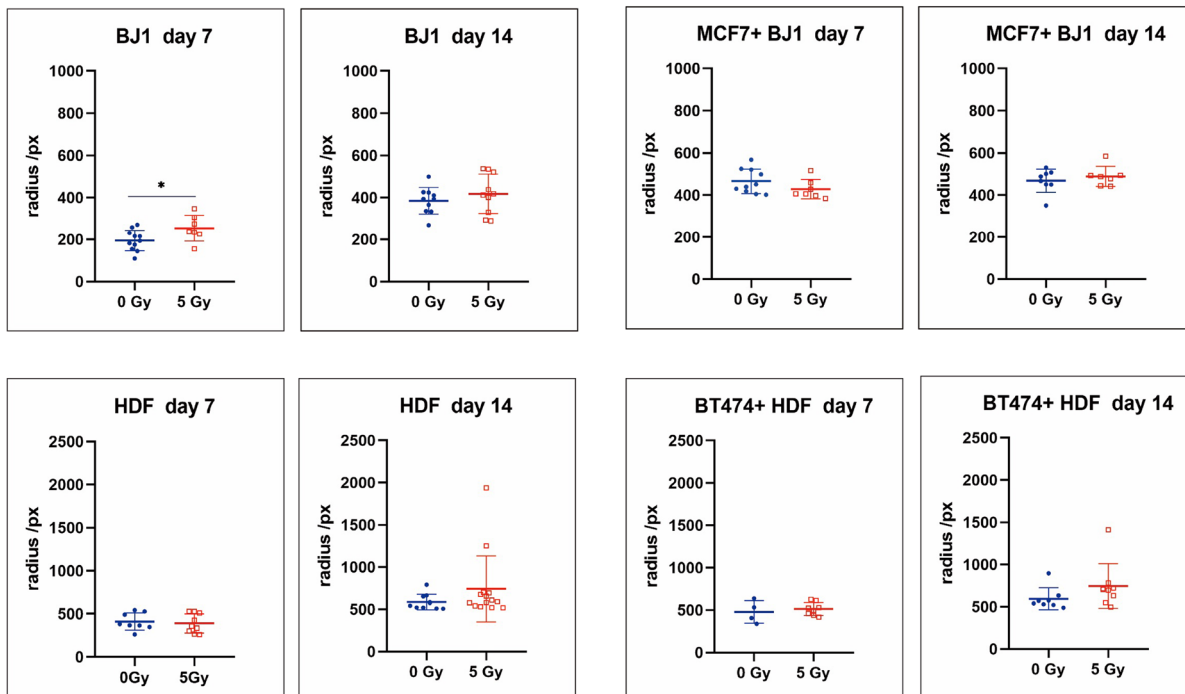 BJ1 day 7
1000
800
600
400
200
0
radius /px
*
0 Gy 5 Gy
BJ1 day 14
1000
800
600
400
200
0
radius /px
0 Gy 5 Gy
MCF7+ BJ1 day 7
1000
800
600
400
200
0
radius /px
0 Gy 5 Gy
MCF7+ BJ1 day 14
1000
800
600
400
200
0
radius /px
0 Gy 5 Gy
HDF day 7
2500
2000
1500
1000
500
0
radius /px
0Gy 5Gy
HDF day 14
2500
2000
1500
1000
500
0
radius /px
0 Gy 5 Gy
BT474+ HDF day 7
2500
2000
1500
1000
500
0
radius /px
0 Gy 5 Gy
BT474+ HDF day 14
2500
2000
1500
1000
500
0
radius /px
0 Gy 5 Gy